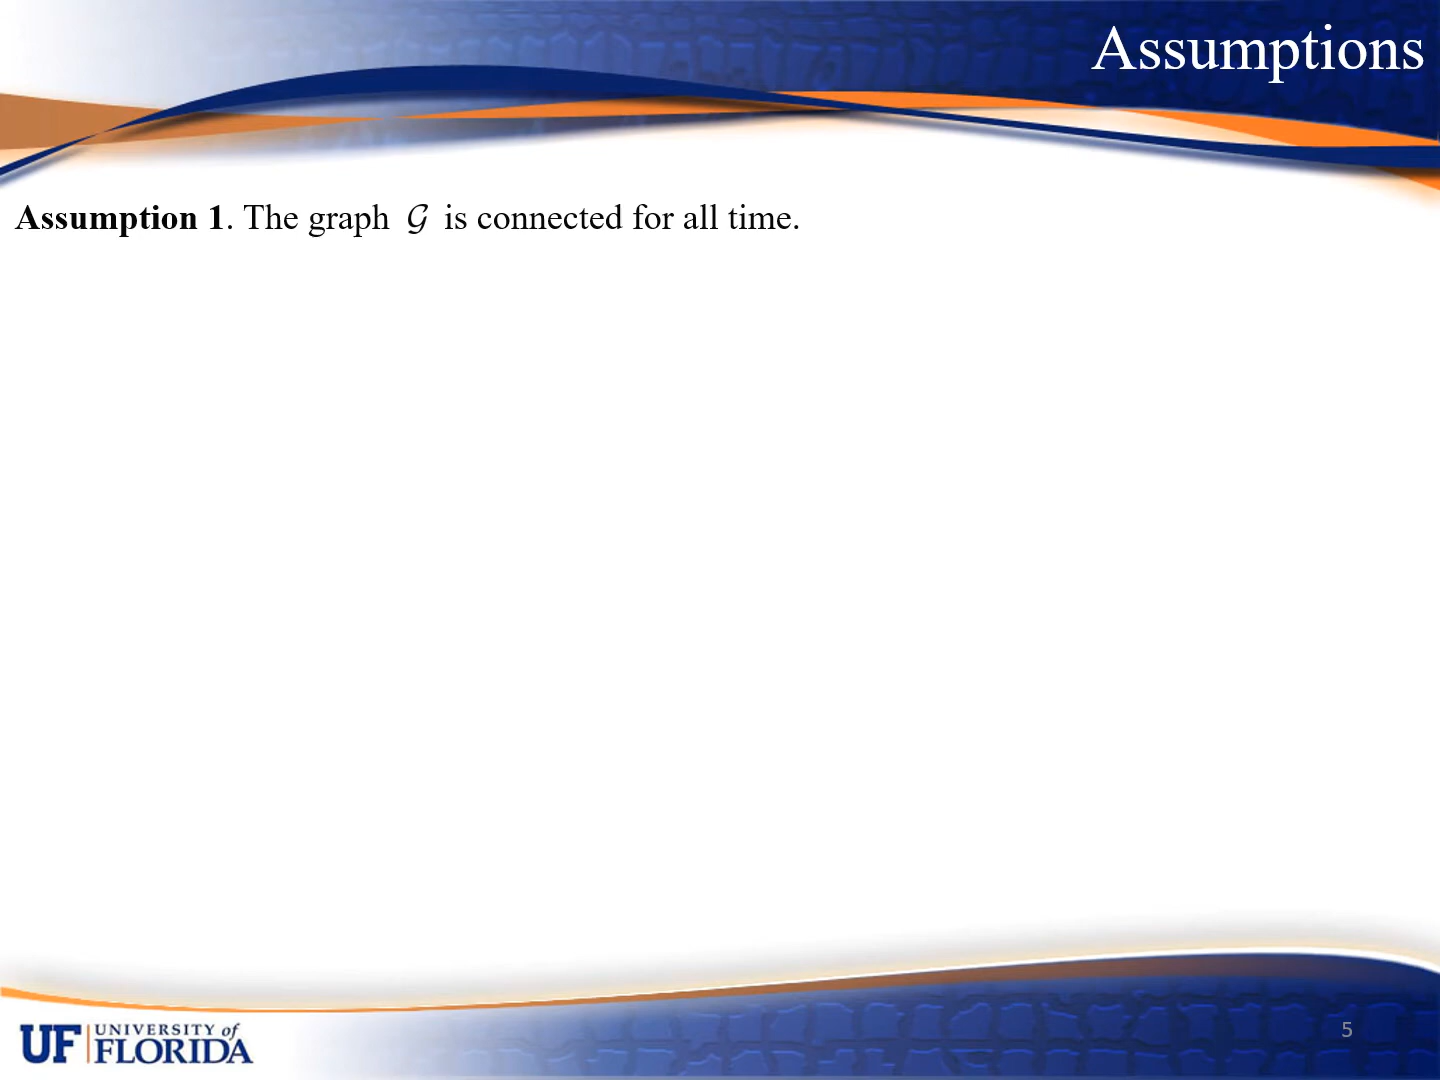 Assumptions
Assumption 1. The graph 𝒢 is connected for all time.
UF UNIVERSITY of
FLORIDA
5